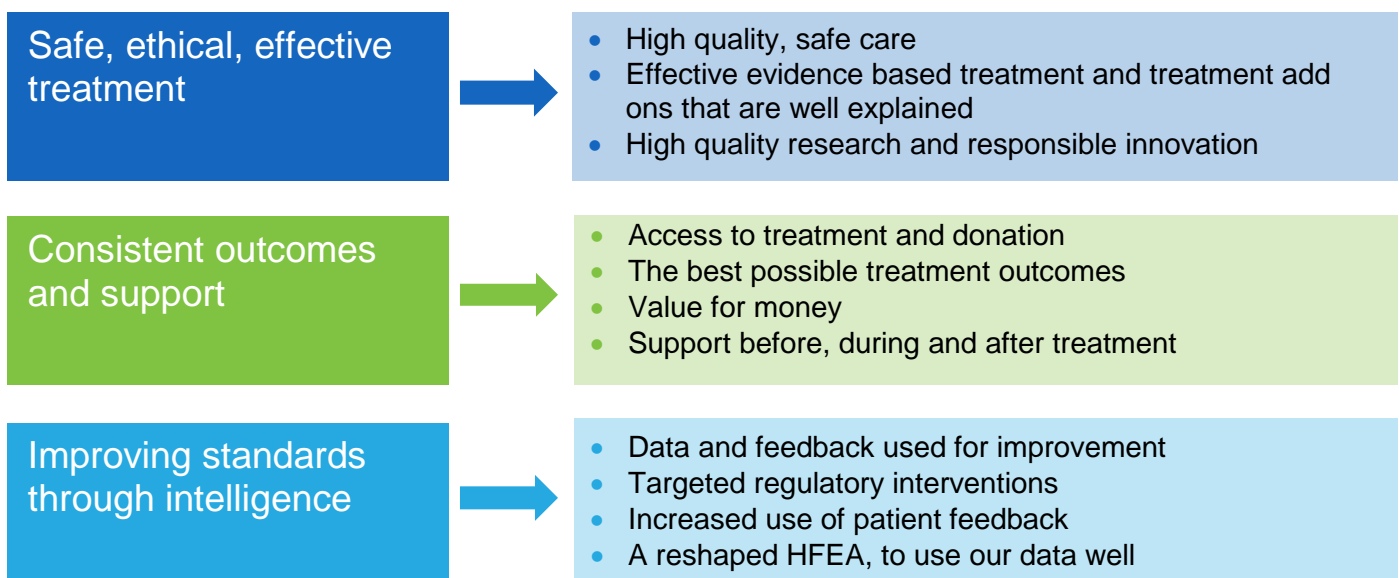 Safe, ethical, effective
treatment
• High quality, safe care
• Effective evidence based treatment and treatment add
ons that are well explained
• High quality research and responsible innovation
Consistent outcomes
and support
• Access to treatment and donation
• The best possible treatment outcomes
• Value for money
• Support before, during and after treatment
Improving standards
through intelligence
• Data and feedback used for improvement
• Targeted regulatory interventions
• Increased use of patient feedback
• A reshaped HFEA, to use our data well